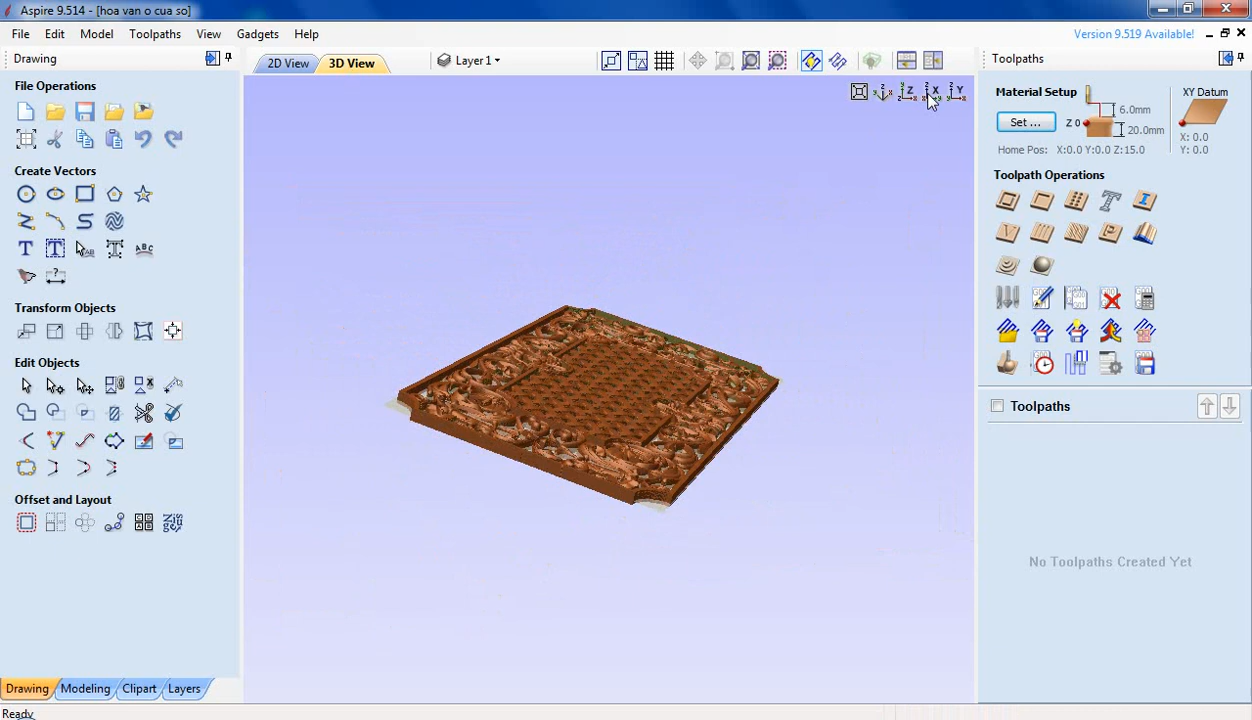 Aspire 9.514 - [hoa van o cua so]
File Edit Model Toolpaths View Gadgets Help
Version 9.519 Available!
Drawing
2D View 3D View
Layer 1
Toolpaths
File Operations
Create Vectors
Transform Objects
Edit Objects
Offset and Layout
Z X Y
Material Setup
XY Datum
Set ...
Z 0
6.0mm
20.0mm
X: 0.0
Y: 0.0
Home Pos: X:0.0 Y:0.0 Z:15.0
Toolpath Operations
Toolpaths
No Toolpaths Created Yet
Drawing Modeling Clipart Layers
Ready